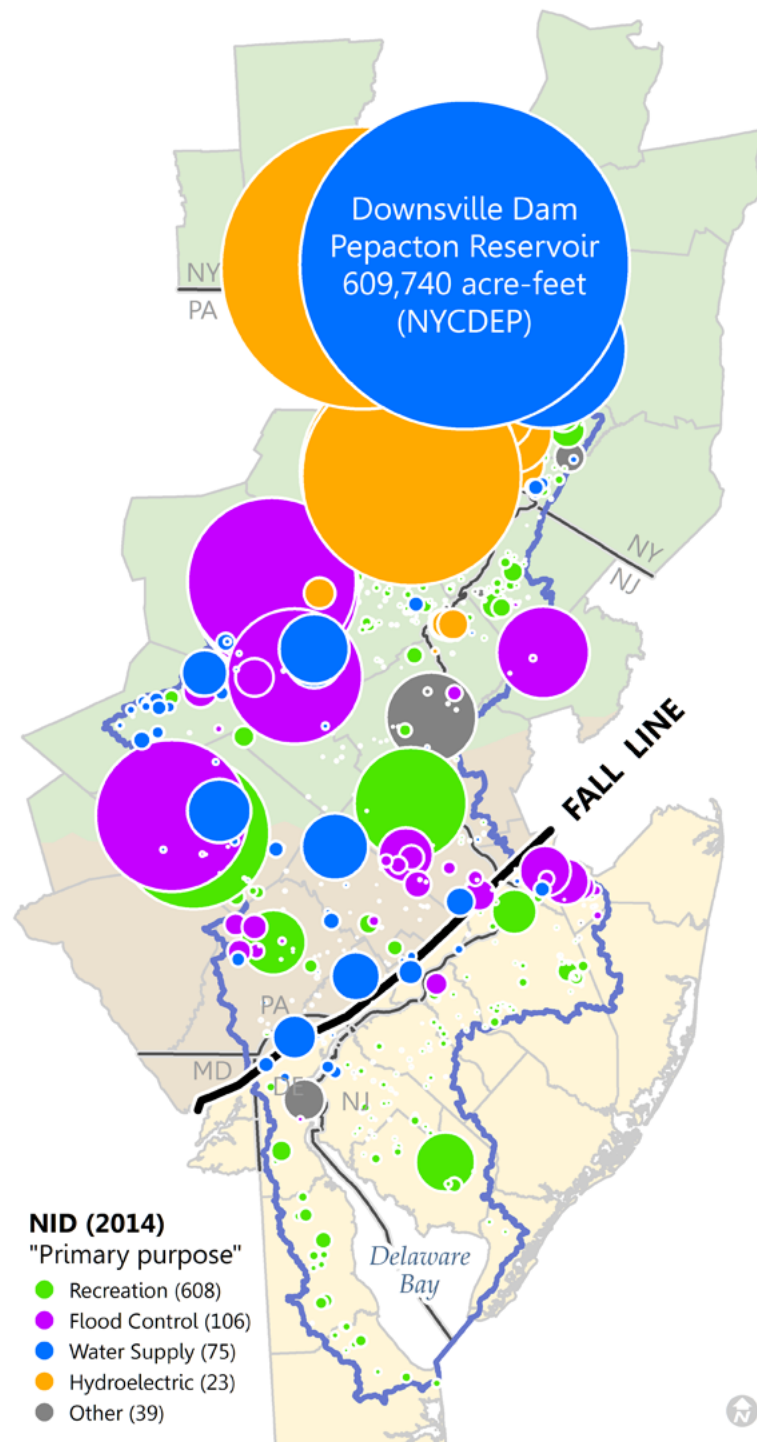 Downsville Dam
Pepacton Reservoir
609,740 acre-feet
(NYCDEP)
NY
PA
NY
NJ
FALL LINE
PA
MD
DE
NJ
Delaware
Bay
NID (2014)
"Primary purpose"
Recreation (608)
Flood Control (106)
Water Supply (75)
Hydroelectric (23)
Other (39)
N